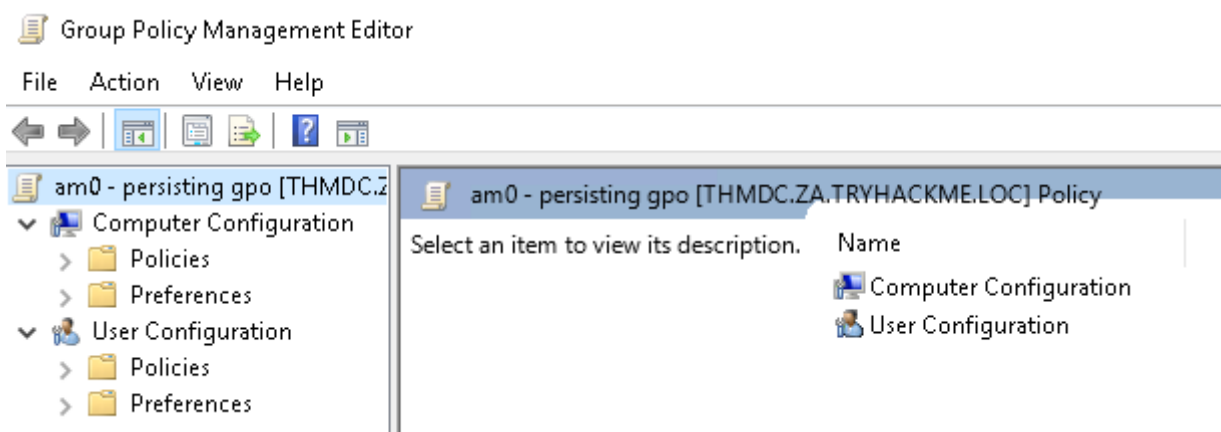 Group Policy Management Editor
File Action View Help
am0 - persisting gpo [THMDC.Z
Computer Configuration
Policies
Preferences
User Configuration
Policies
Preferences
am0 - persisting gpo [THMDC.ZA.TRYHACKME.LOC] Policy
Select an item to view its description.
Name
Computer Configuration
User Configuration